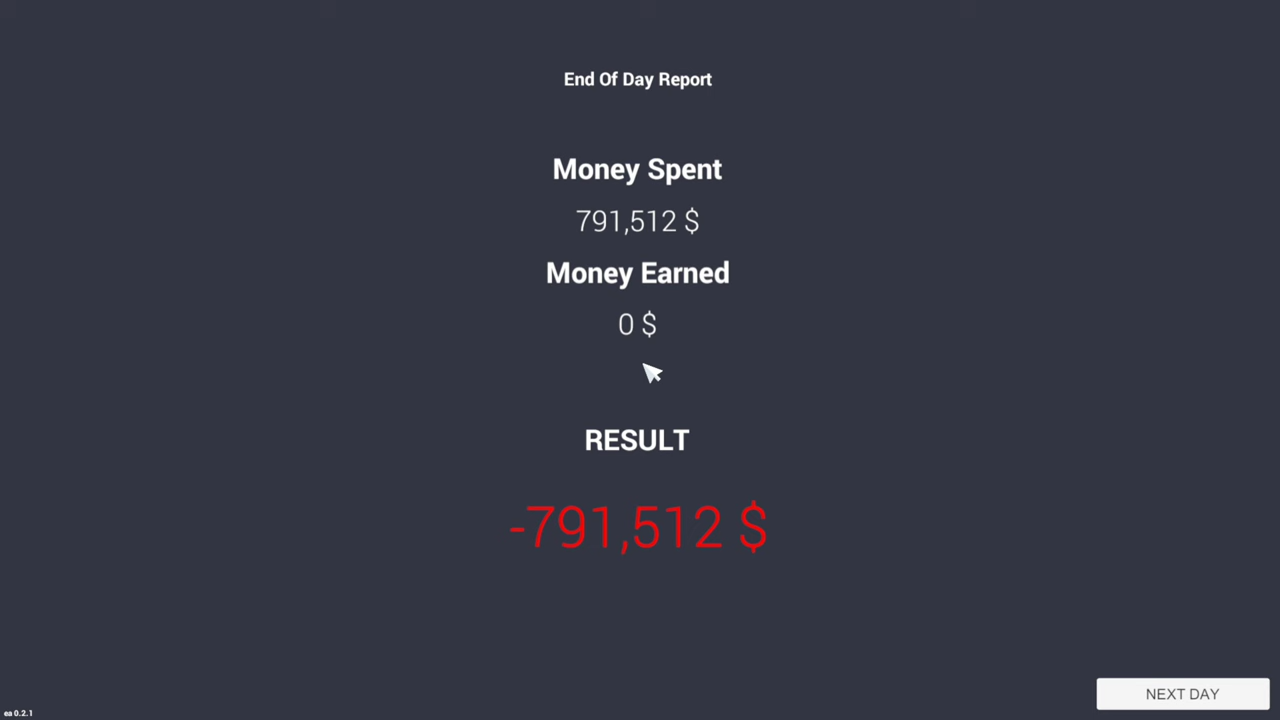 End Of Day Report
Money Spent
791,512 $
Money Earned
0 $
RESULT
-791,512 $
NEXT DAY
ea 0.2.1